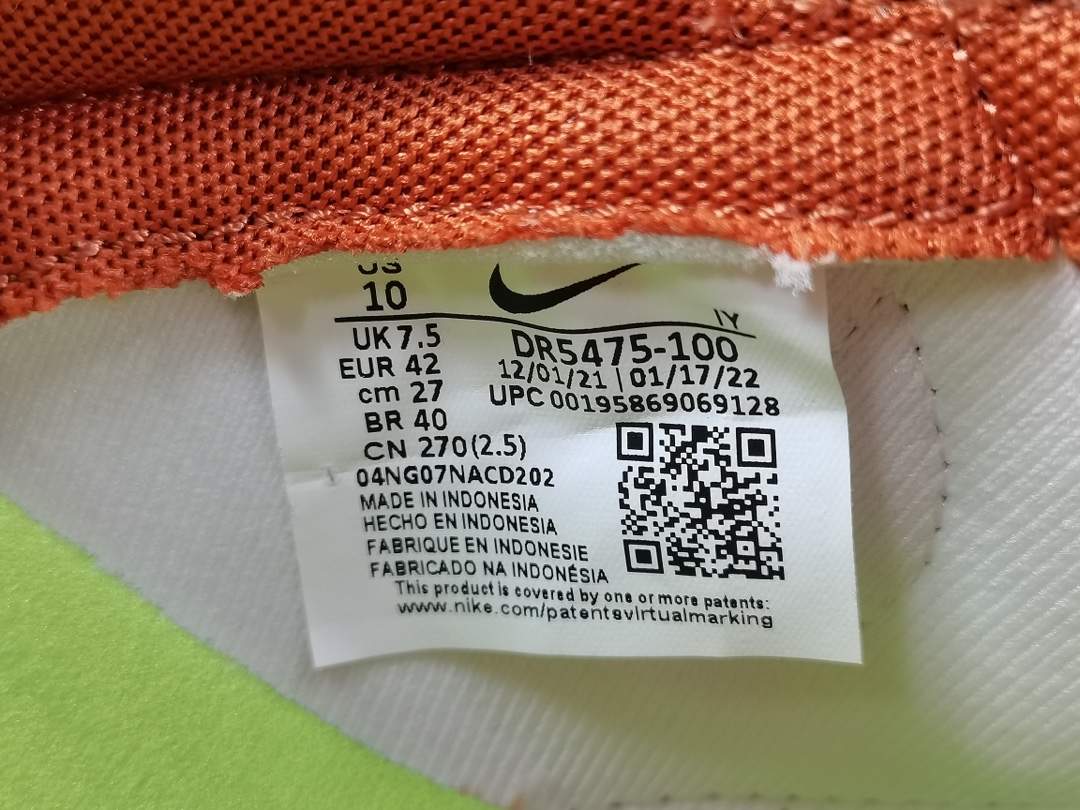 US
10
IY
UK 7.5
EUR 42
cm 27
BR 40
CN 270(2.5)
DR5475-100
12/01/21 | 01/17/22
UPC 00195869069128
04NG07NACD202
MADE IN INDONESIA
HECHO EN INDONESIA
FABRIQUE EN INDONESIE
FABRICADO NA INDONÉSIA
This product is covered by one or more patents:
www.nike.com/patentsvirtualmarking